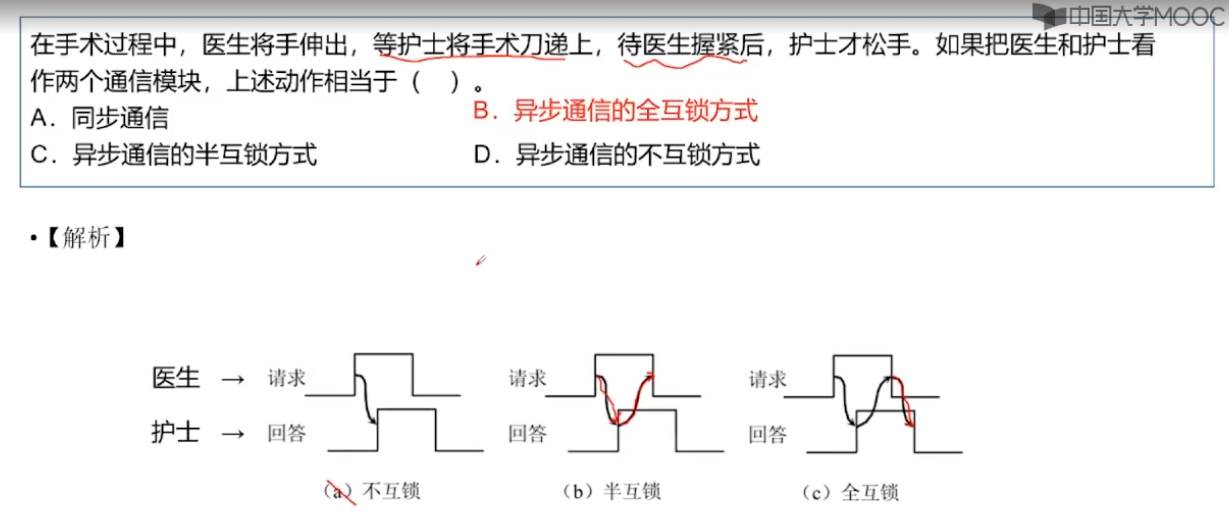 中国大学MOOC
在手术过程中，医生将手伸出，等护士将手术刀递上，待医生握紧后，护士才松手。如果把医生和护士看
作两个通信模块，上述动作相当于（　）。
A．同步通信　B．异步通信的全互锁方式
C．异步通信的半互锁方式　D．异步通信的不互锁方式
•【解析】
医生 → 请求　请求　请求
护士 → 回答　回答　回答
（a）不互锁　（b）半互锁　（c）全互锁